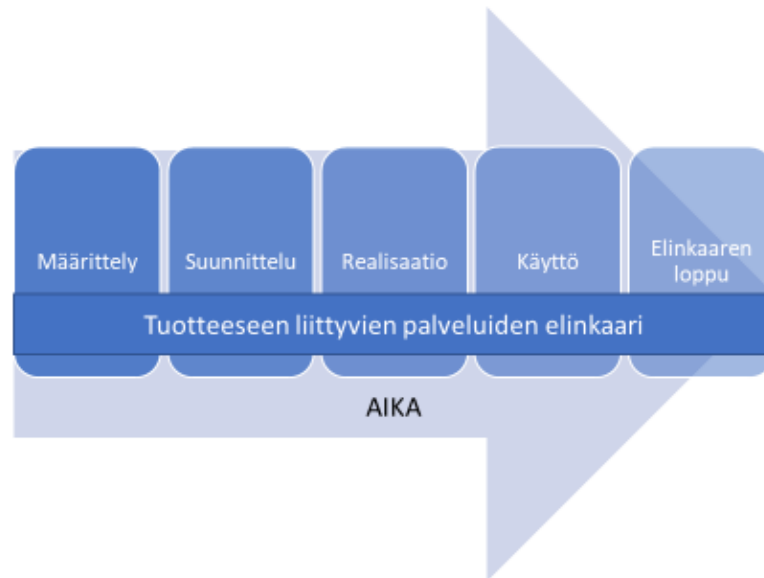 Määrittely
Suunnittelu
Realisaatio
Käyttö
Elinkaaren
loppu
Tuotteeseen liittyvien palveluiden elinkaari
AIKA